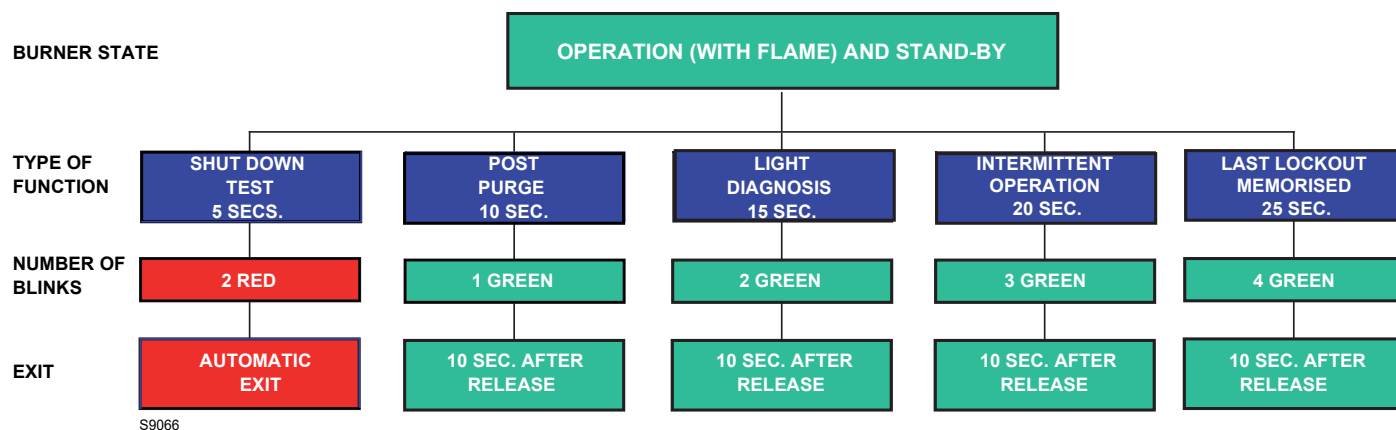 BURNER STATE
OPERATION (WITH FLAME) AND STAND-BY
TYPE OF
FUNCTION
SHUT DOWN
TEST
5 SECS.
POST
PURGE
10 SEC.
LIGHT
DIAGNOSIS
15 SEC.
INTERMITTENT
OPERATION
20 SEC.
LAST LOCKOUT
MEMORISED
25 SEC.
NUMBER OF
BLINKS
2 RED
1 GREEN
2 GREEN
3 GREEN
4 GREEN
EXIT
AUTOMATIC
EXIT
10 SEC. AFTER
RELEASE
10 SEC. AFTER
RELEASE
10 SEC. AFTER
RELEASE
10 SEC. AFTER
RELEASE
S9066